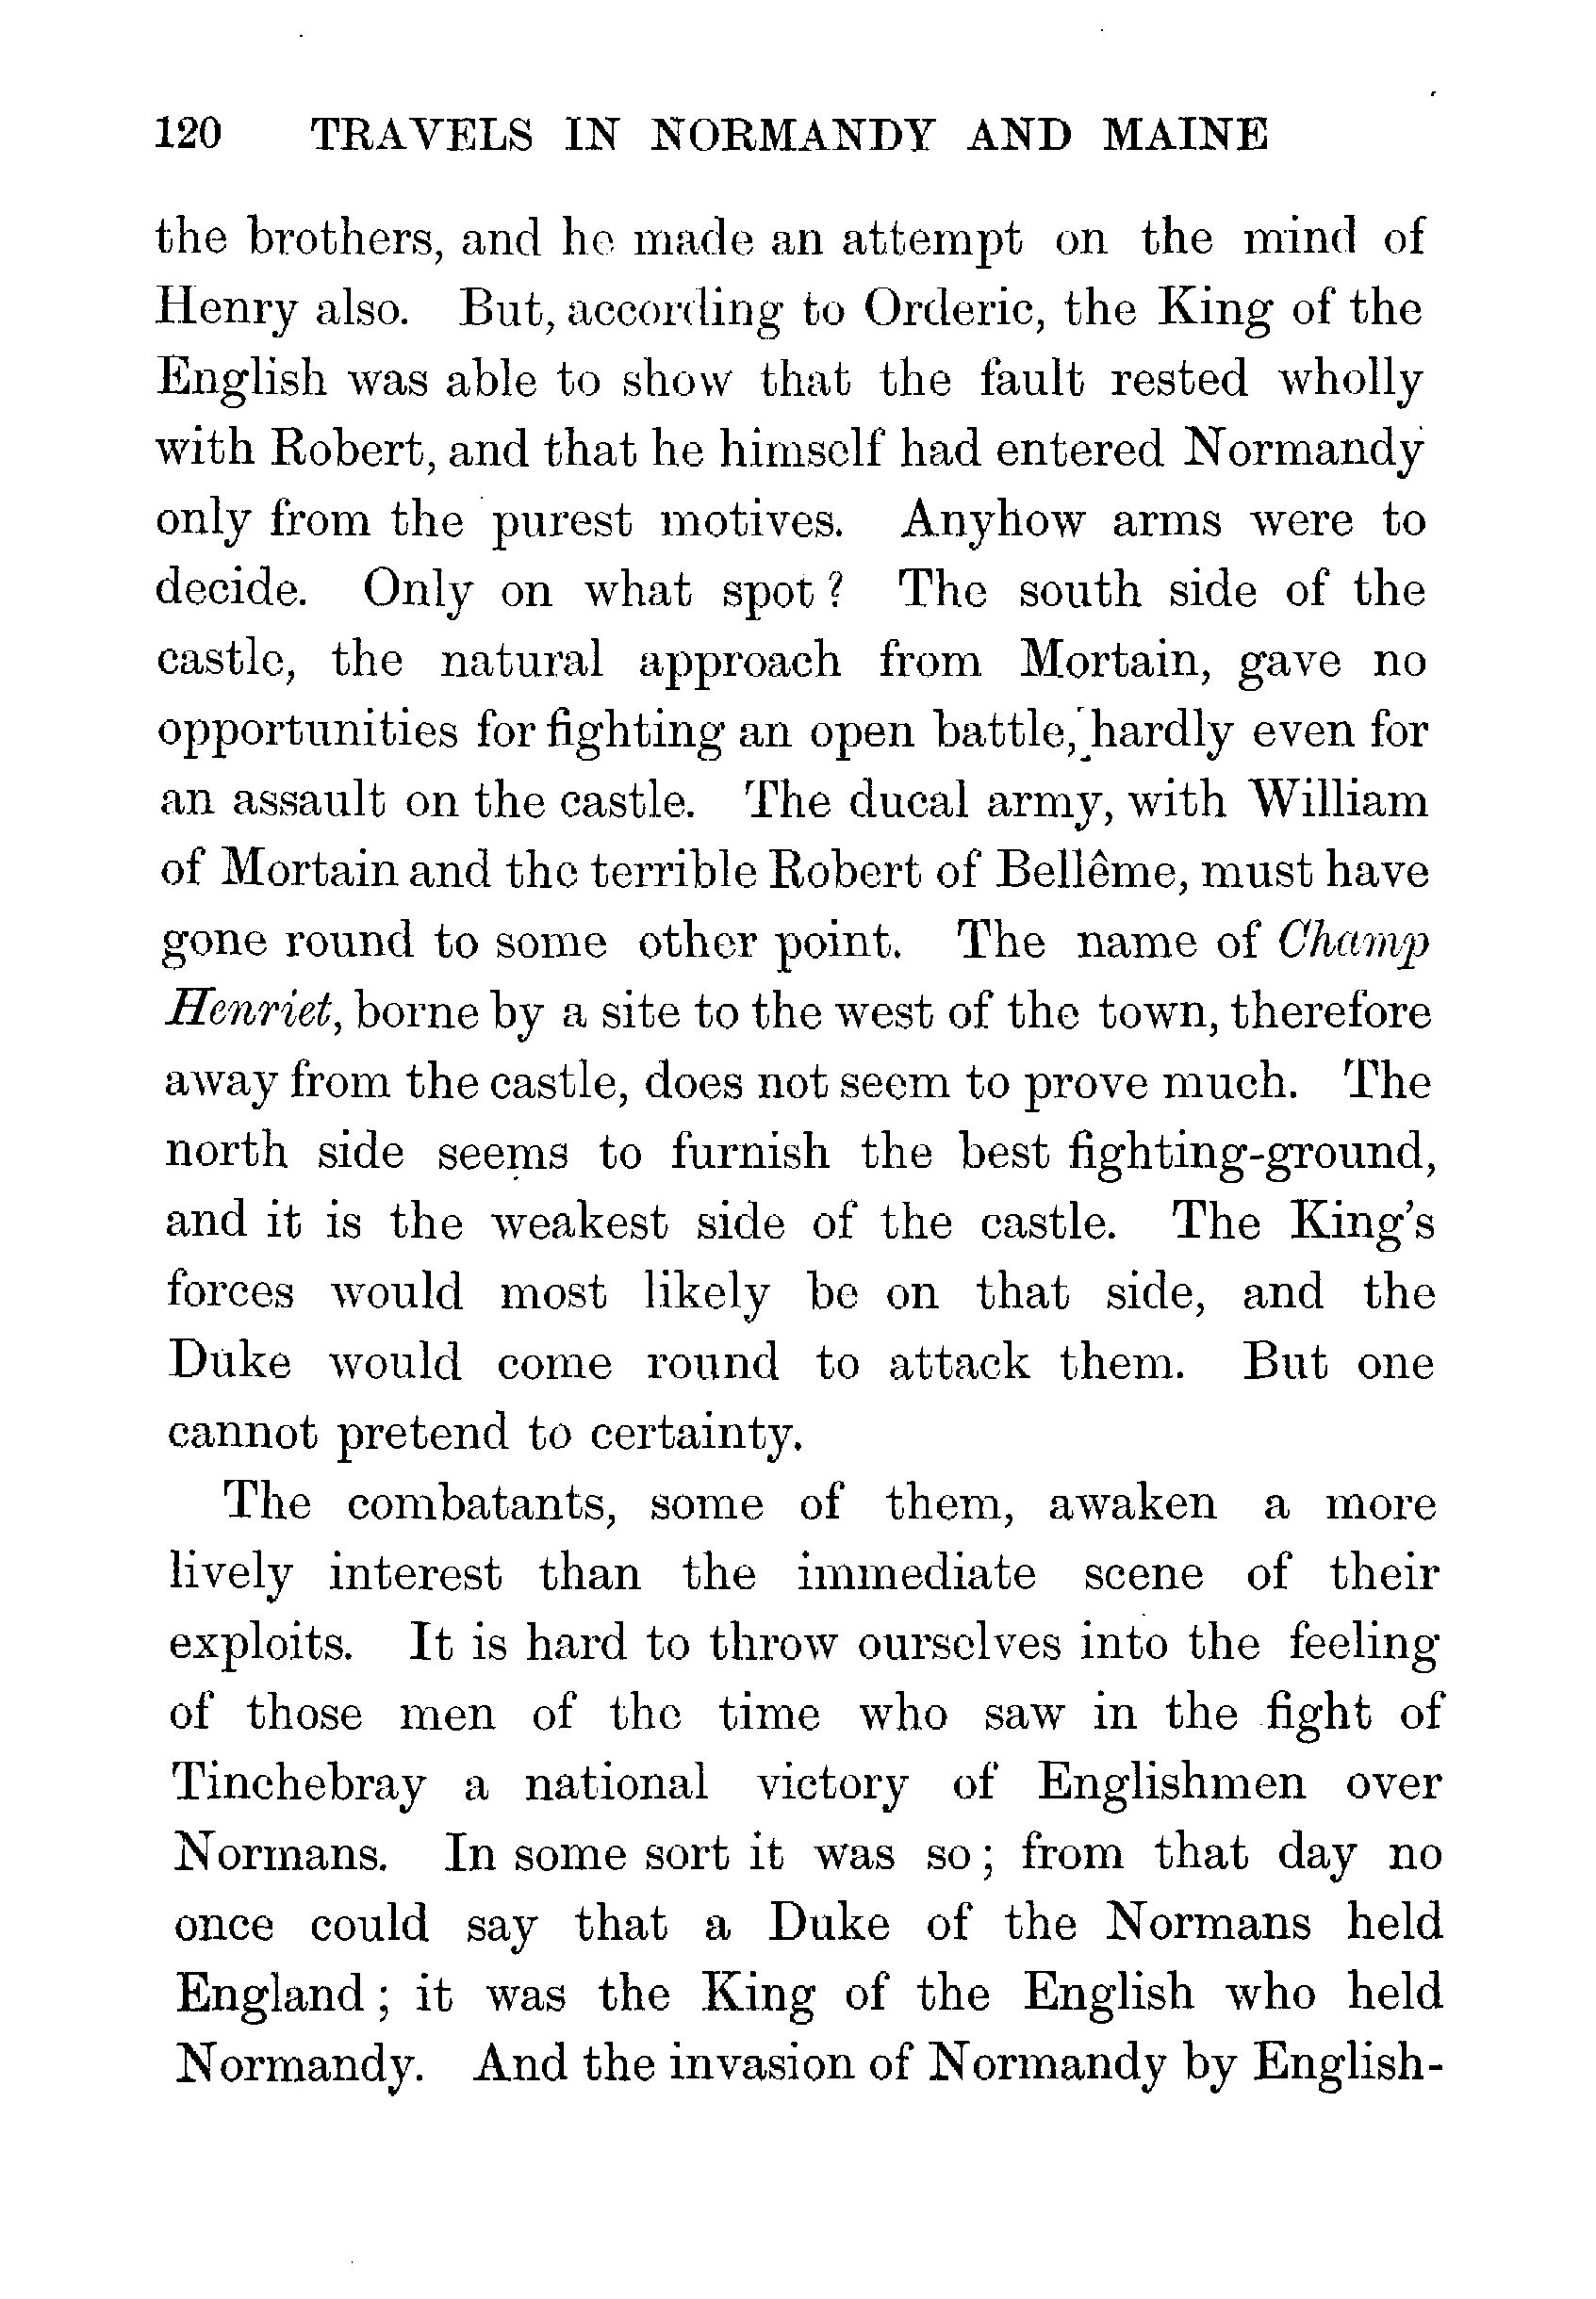 120 TRAVELS IN NORMANDY AND MAINE
the brothers, and he made an attempt on the mind of
Henry also. But, according to Orderic, the King of the
English was able to show that the fault rested wholly
with Robert, and that he himself had entered Normandy
only from the purest motives. Anyhow arms were to
decide. Only on what spot? The south side of the
castle, the natural approach from Mortain, gave no
opportunities for fighting an open battle, hardly even for
an assault on the castle. The ducal army, with William
of Mortain and the terrible Robert of Bellême, must have
gone round to some other point. The name of Champ
Henriet, borne by a site to the west of the town, therefore
away from the castle, does not seem to prove much. The
north side seems to furnish the best fighting-ground,
and it is the weakest side of the castle. The King's
forces would most likely be on that side, and the
Duke would come round to attack them. But one
cannot pretend to certainty.
The combatants, some of them, awaken a more
lively interest than the immediate scene of their
exploits. It is hard to throw ourselves into the feeling
of those men of the time who saw in the fight of
Tinchebray a national victory of Englishmen over
Normans. In some sort it was so; from that day no
once could say that a Duke of the Normans held
England; it was the King of the English who held
Normandy. And the invasion of Normandy by English-